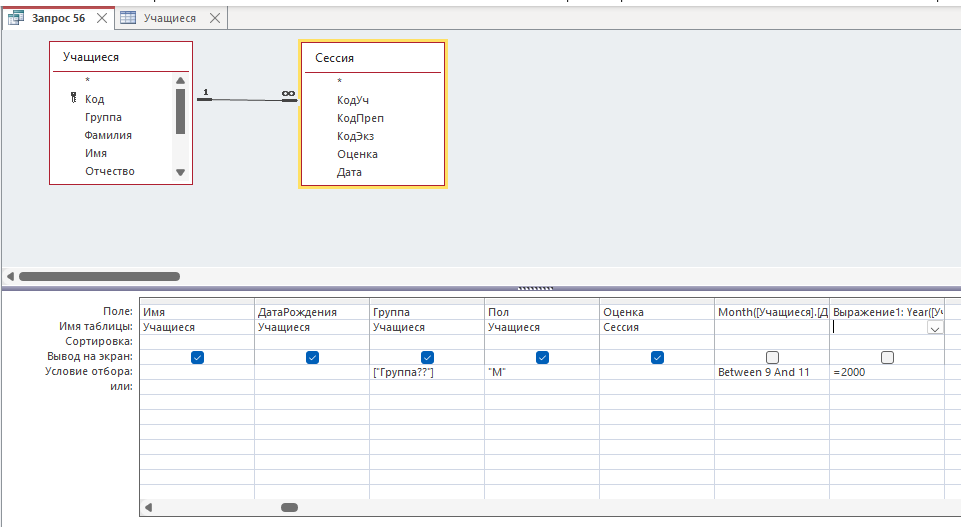 Запрос 56
Учащиеся
Учащиеся
*
Код
Группа
Фамилия
Имя
Отчество
1
∞
Сессия
*
КодУч
КодПреп
КодЭкз
Оценка
Дата
Поле: Имя ДатаРождения Группа Пол Оценка Month([Учащиеся].[Д Выражение1: Year([Уч
Имя таблицы: Учащиеся Учащиеся Учащиеся Учащиеся Сессия
Сортировка:
Вывод на экран:
Условие отбора: ["Группа??"] "М" Between 9 And 11 =2000
или: